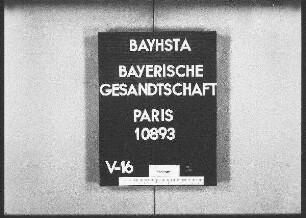 BAYHSTA
BAYERISCHE
GESANDTSCHAFT
PARIS
10893
V-16